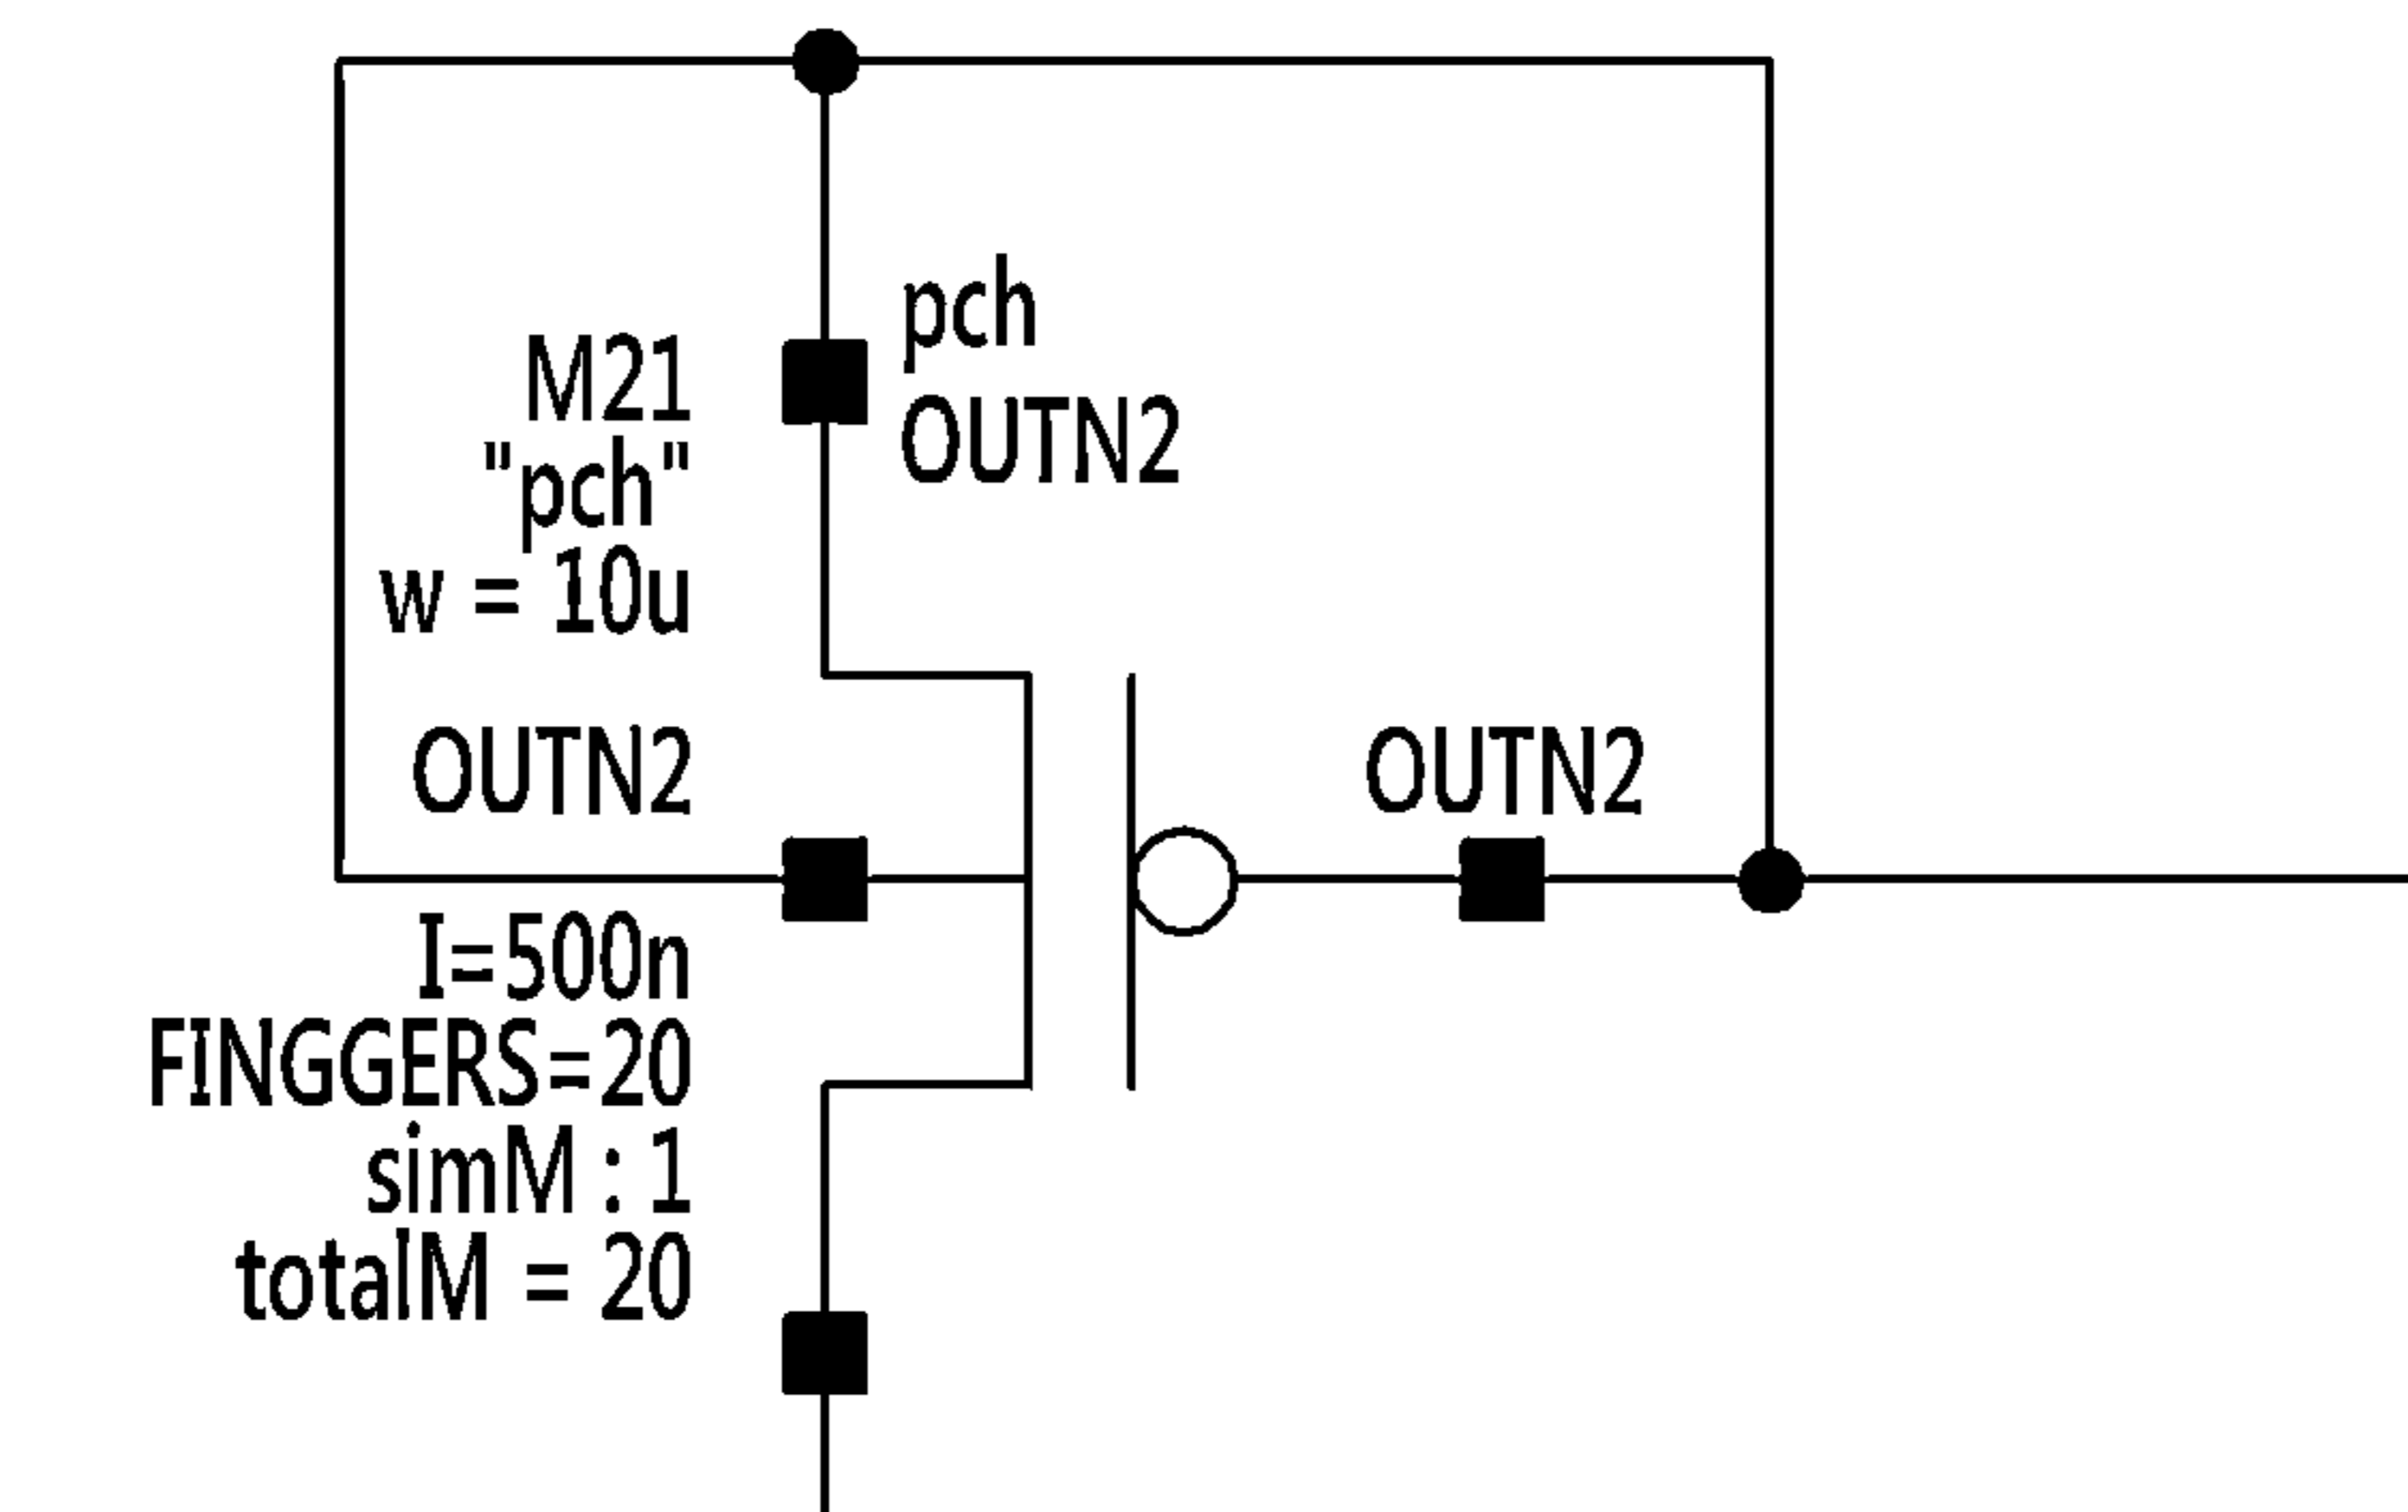 pch
OUTN2
M21
"pch"
w = 10u
OUTN2
OUTN2
I=500n
FINGGERS=20
simM : 1
totalM = 20